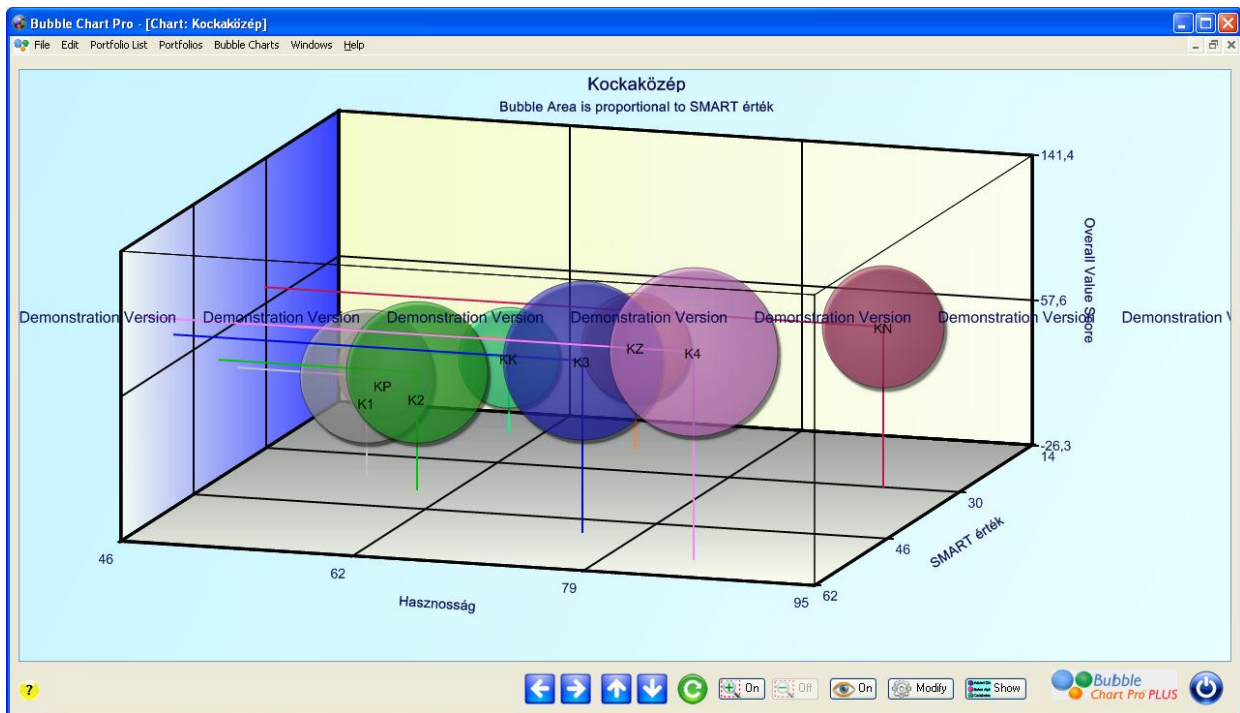 Bubble Chart Pro - [Chart: Kockaközép]
File Edit Portfolio List Portfolios Bubble Charts Windows Help
Kockaközép
Bubble Area is proportional to SMART érték
141,4
Overall Value Score
57,6
Demonstration Version Demonstration Version Demonstration Version Demonstration Version Demonstration Version Demonstration Version Demonstration V
KN
KZ
K4
KK
K3
KP
K1
K2
-26,3
14
30
46
SMART érték
46
62
79
95
62
Hasznosság
? On Off On Modify Show
Bubble
Chart Pro PLUS